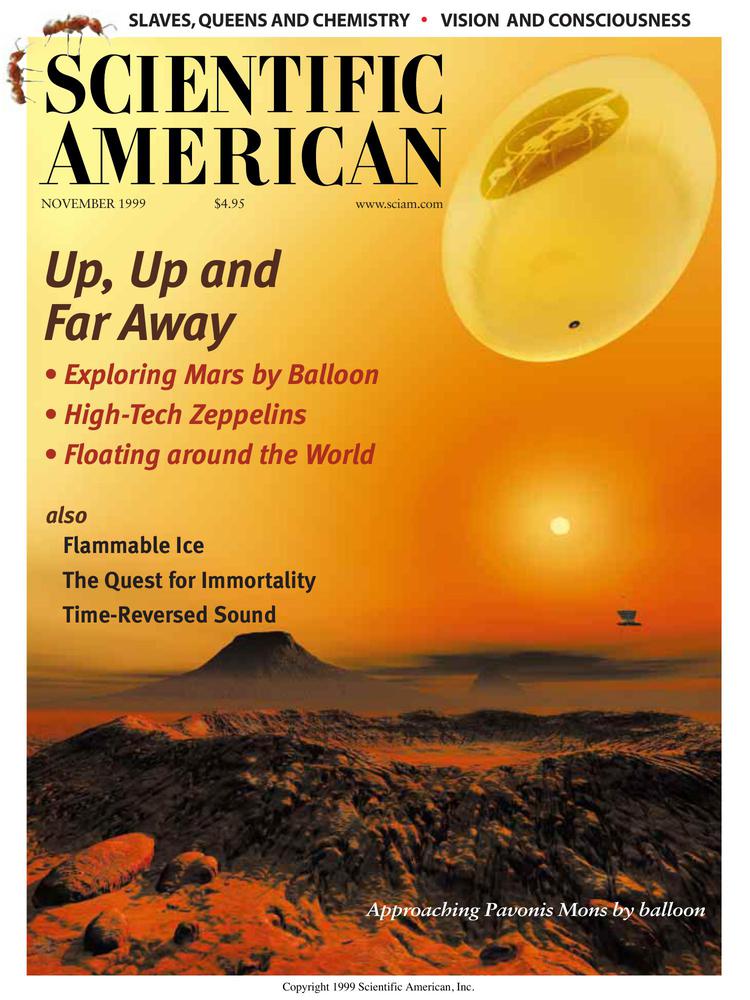 SLAVES, QUEENS AND CHEMISTRY • VISION AND CONSCIOUSNESS
SCIENTIFIC
AMERICAN
NOVEMBER 1999 $4.95 www.sciam.com
Up, Up and
Far Away
• Exploring Mars by Balloon
• High-Tech Zeppelins
• Floating around the World
also
Flammable Ice
The Quest for Immortality
Time-Reversed Sound
Approaching Pavonis Mons by balloon
Copyright 1999 Scientific American, Inc.